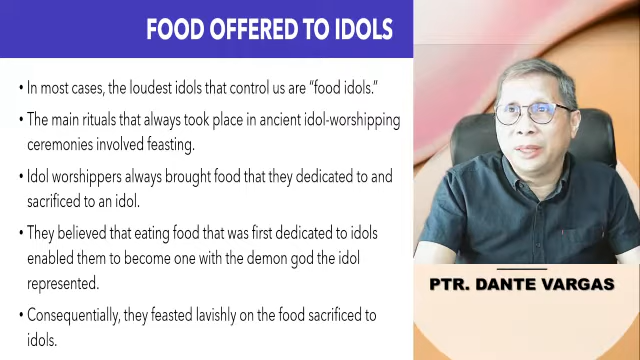 FOOD OFFERED TO IDOLS
• In most cases, the loudest idols that control us are “food idols.”
• The main rituals that always took place in ancient idol-worshipping
ceremonies involved feasting.
• Idol worshippers always brought food that they dedicated to and
sacrificed to an idol.
• They believed that eating food that was first dedicated to idols
enabled them to become one with the demon god the idol
represented.
• Consequentially, they feasted lavishly on the food sacrificed to
idols.
PTR. DANTE VARGAS